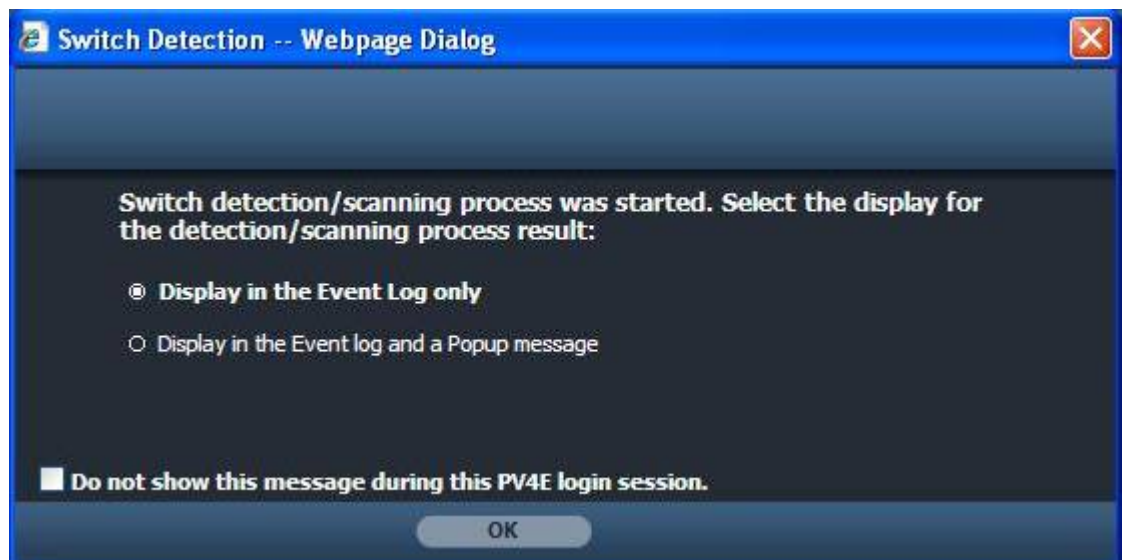 Switch Detection -- Webpage Dialog
Switch detection/scanning process was started. Select the display for
the detection/scanning process result:
Display in the Event Log only
Display in the Event log and a Popup message
Do not show this message during this PV4E login session.
OK